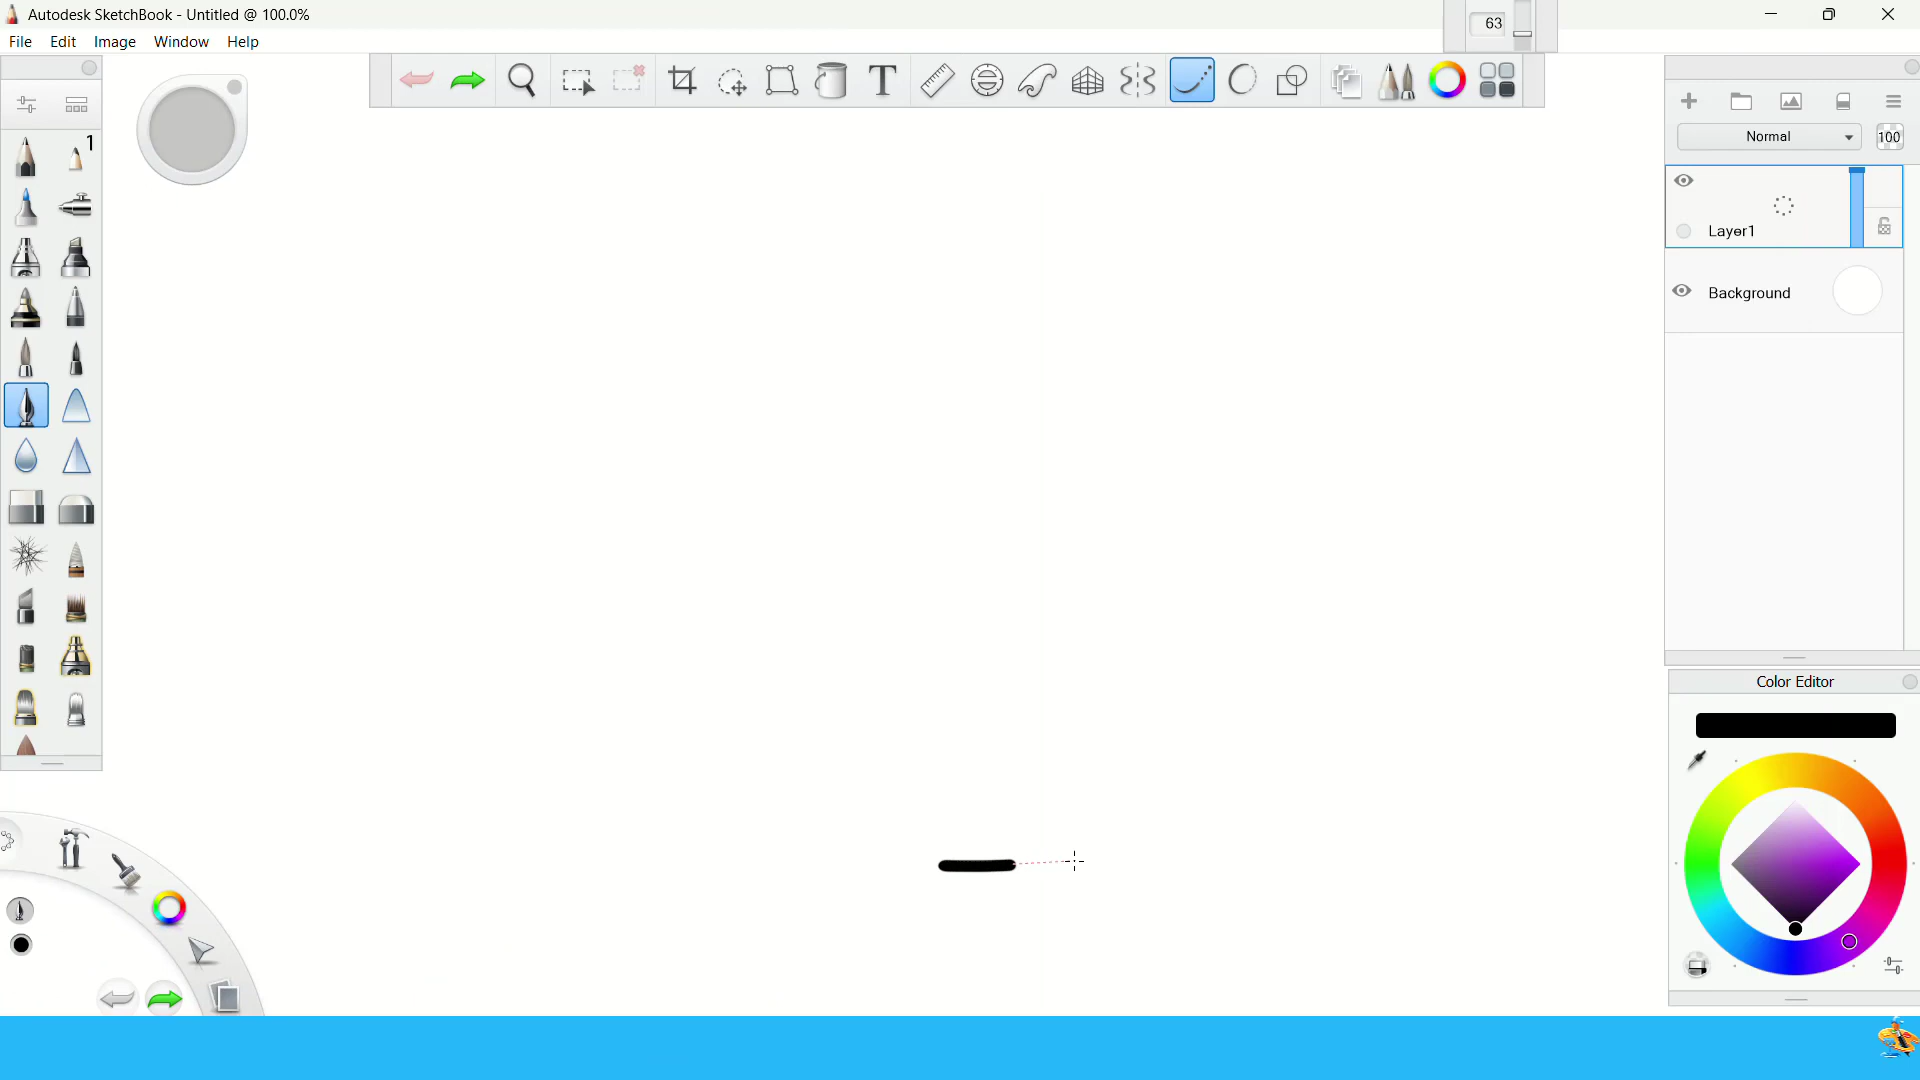 Autodesk SketchBook - Untitled @ 100.0%
63
File Edit Image Window Help
T
1
Normal 100
Layer1
Background
Color Editor